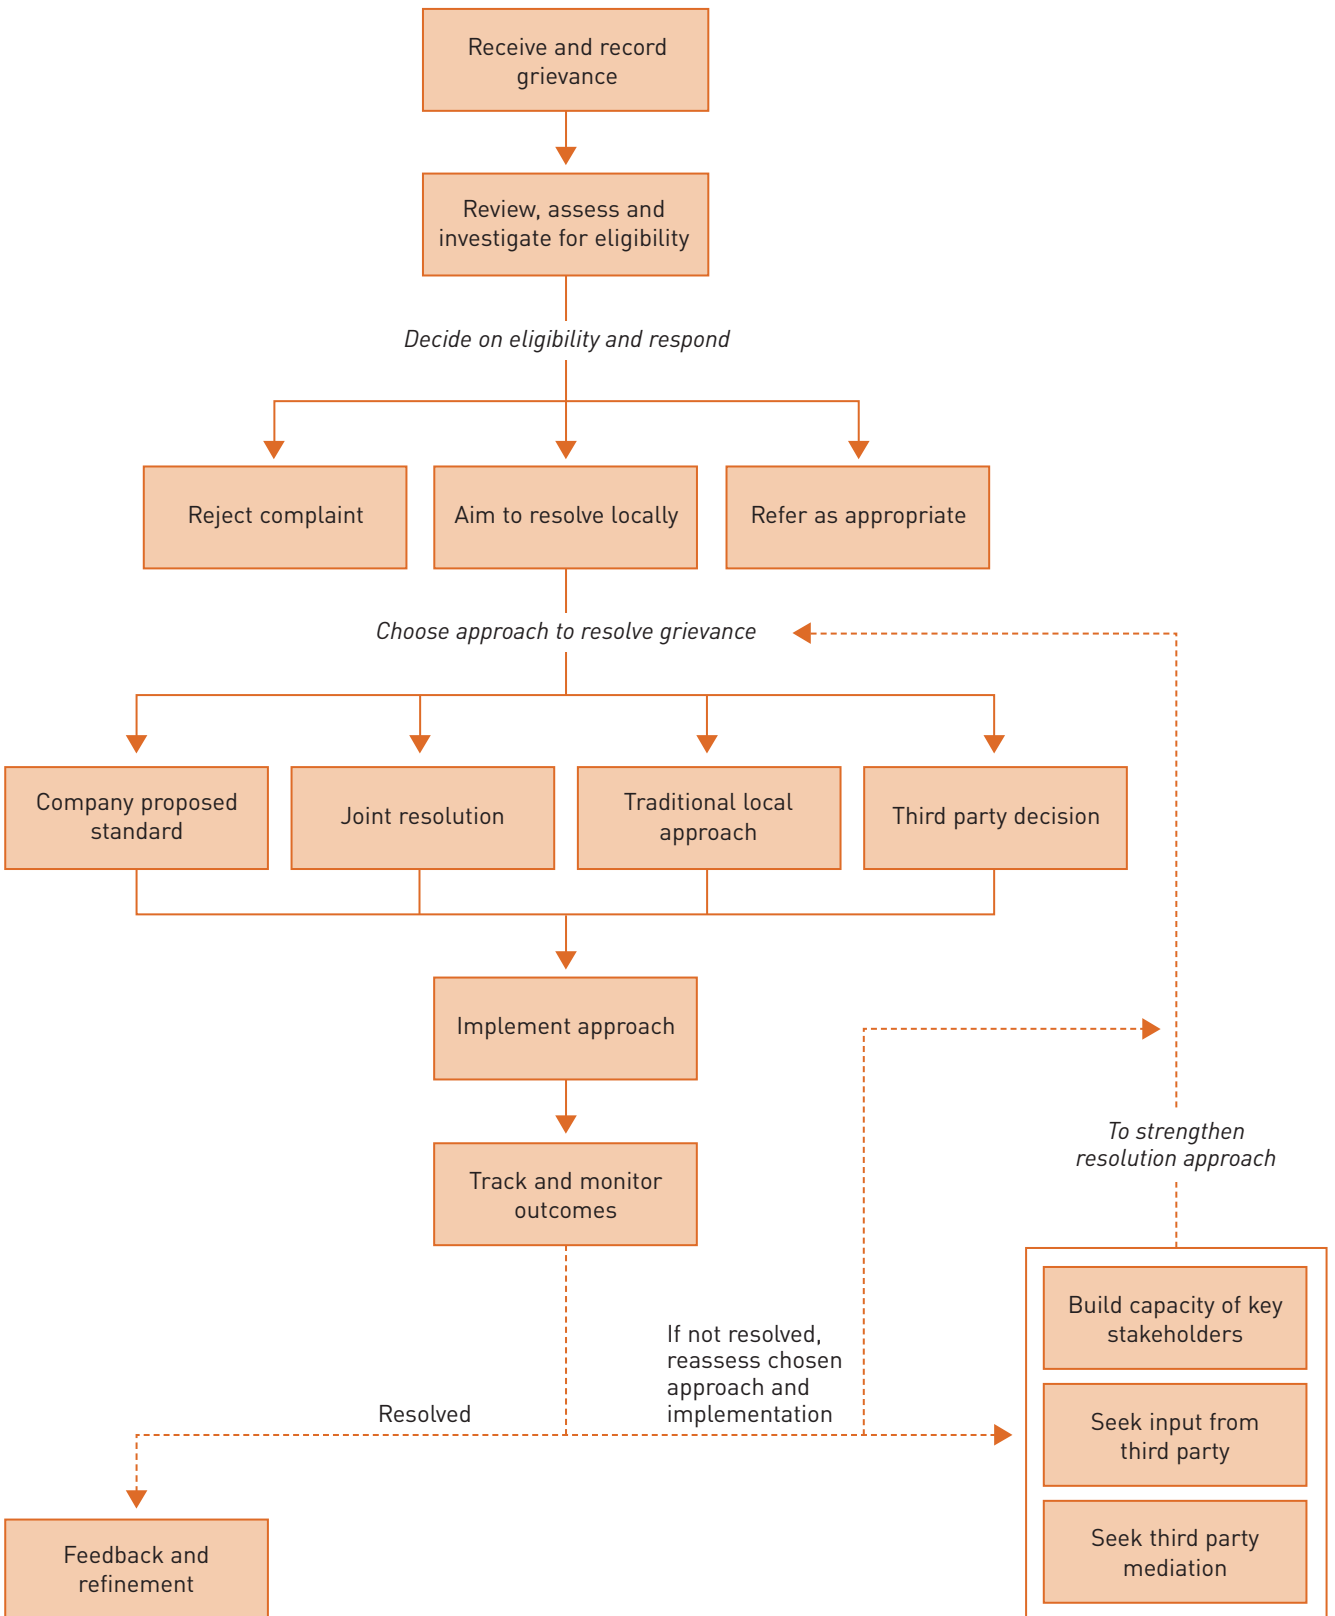 Receive and record
grievance
Review, assess and
investigate for eligibility
Decide on eligibility and respond
Reject complaint
Aim to resolve locally
Refer as appropriate
Choose approach to resolve grievance
Company proposed
standard
Joint resolution
Traditional local
approach
Third party decision
Implement approach
Track and monitor
outcomes
To strengthen
resolution approach
If not resolved,
reassess chosen
approach and
implementation
Resolved
Build capacity of key
stakeholders
Seek input from
third party
Seek third party
mediation
Feedback and
refinement